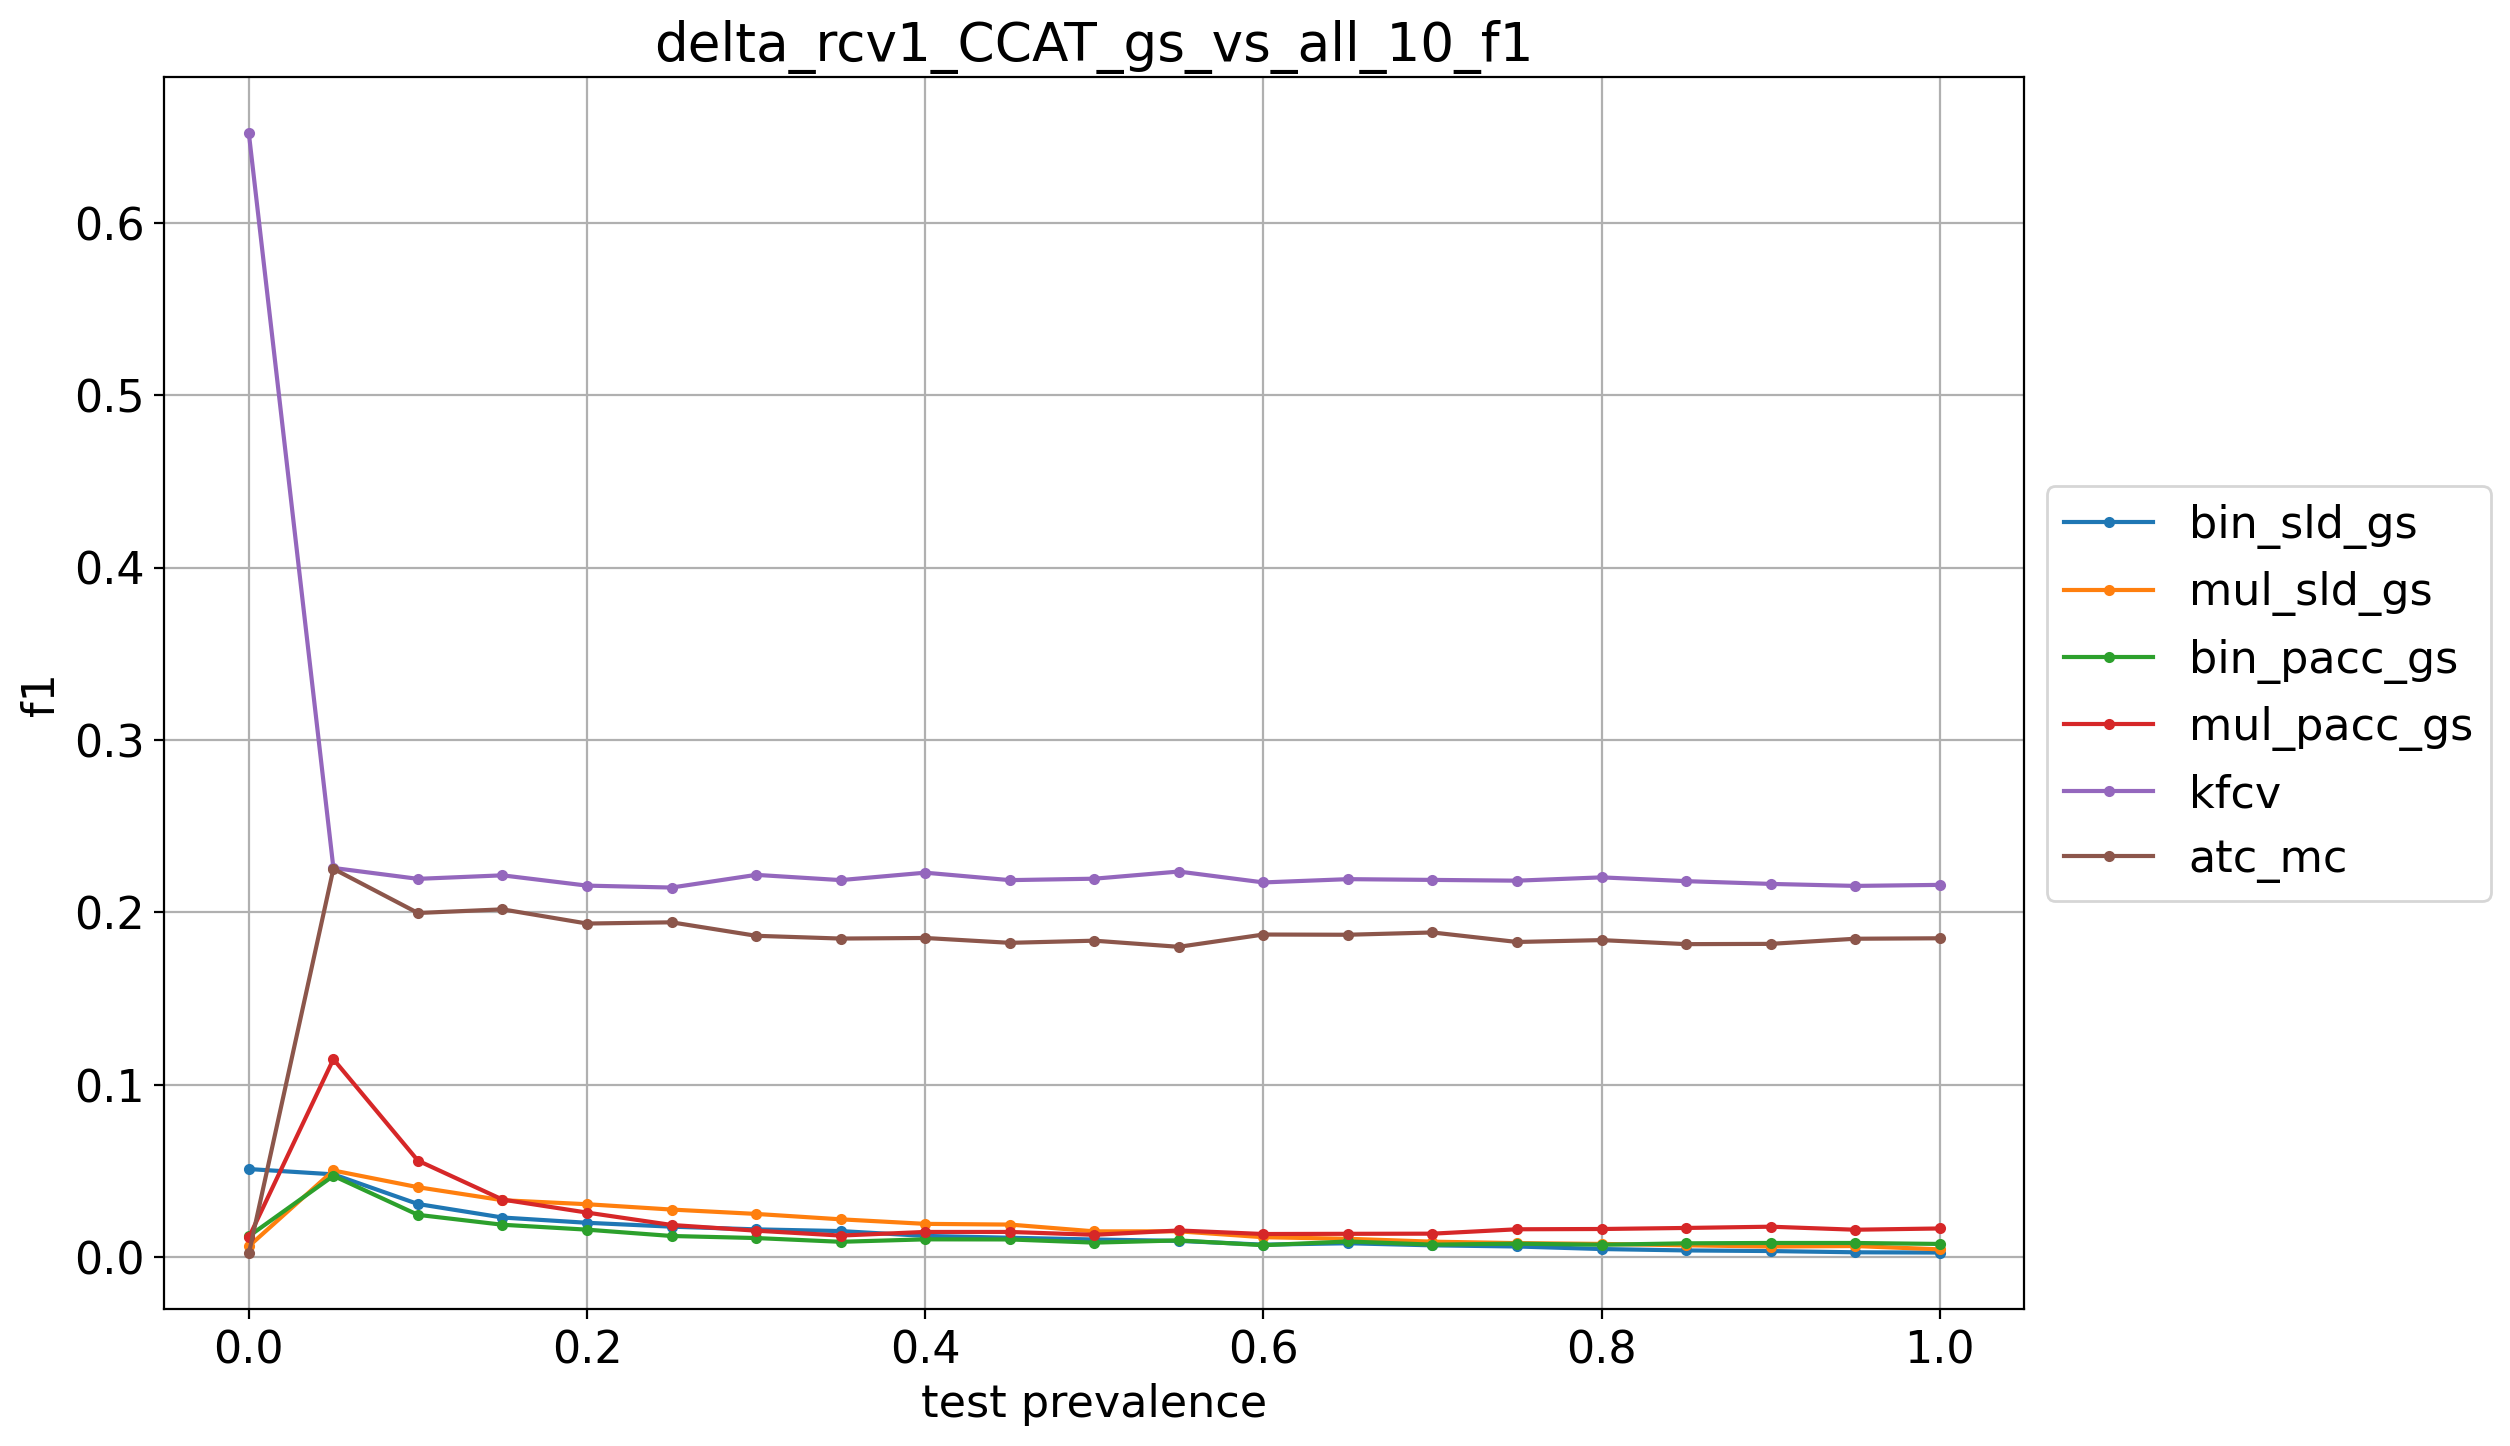 delta_rcv1_CCAT_gs_vs_all_10_f1
f1
0.6
0.5
0.4
0.3
0.2
0.1
0.0
0.0 0.2 0.4 0.6 0.8 1.0
test prevalence
bin_sld_gs
mul_sld_gs
bin_pacc_gs
mul_pacc_gs
kfcv
atc_mc